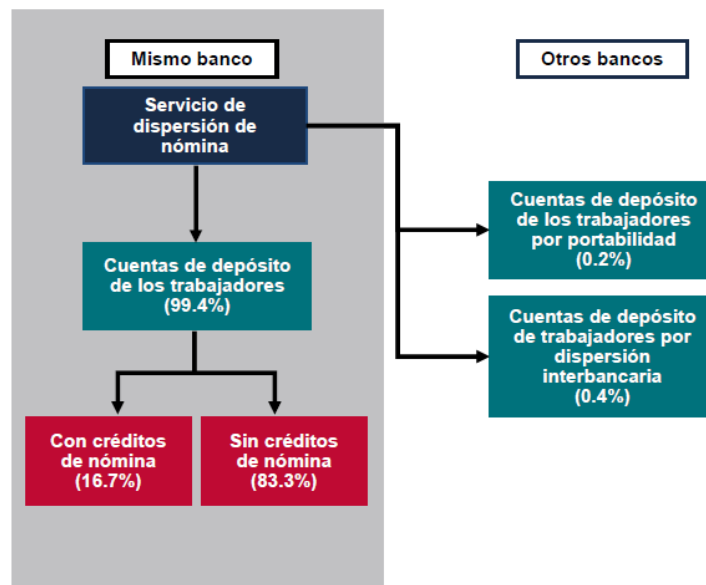 Mismo banco
Otros bancos
Servicio de
dispersión de
nómina
Cuentas de depósito
de los trabajadores
por portabilidad
(0.2%)
Cuentas de depósito
de los trabajadores
(99.4%)
Cuentas de depósito
de trabajadores por
dispersión
interbancaria
(0.4%)
Con créditos
de nómina
(16.7%)
Sin créditos
de nómina
(83.3%)